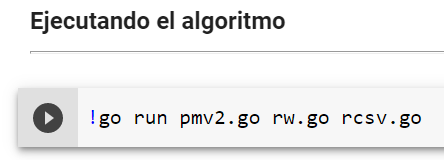 Ejecutando el algoritmo
!go run pmv2.go rw.go rcsv.go